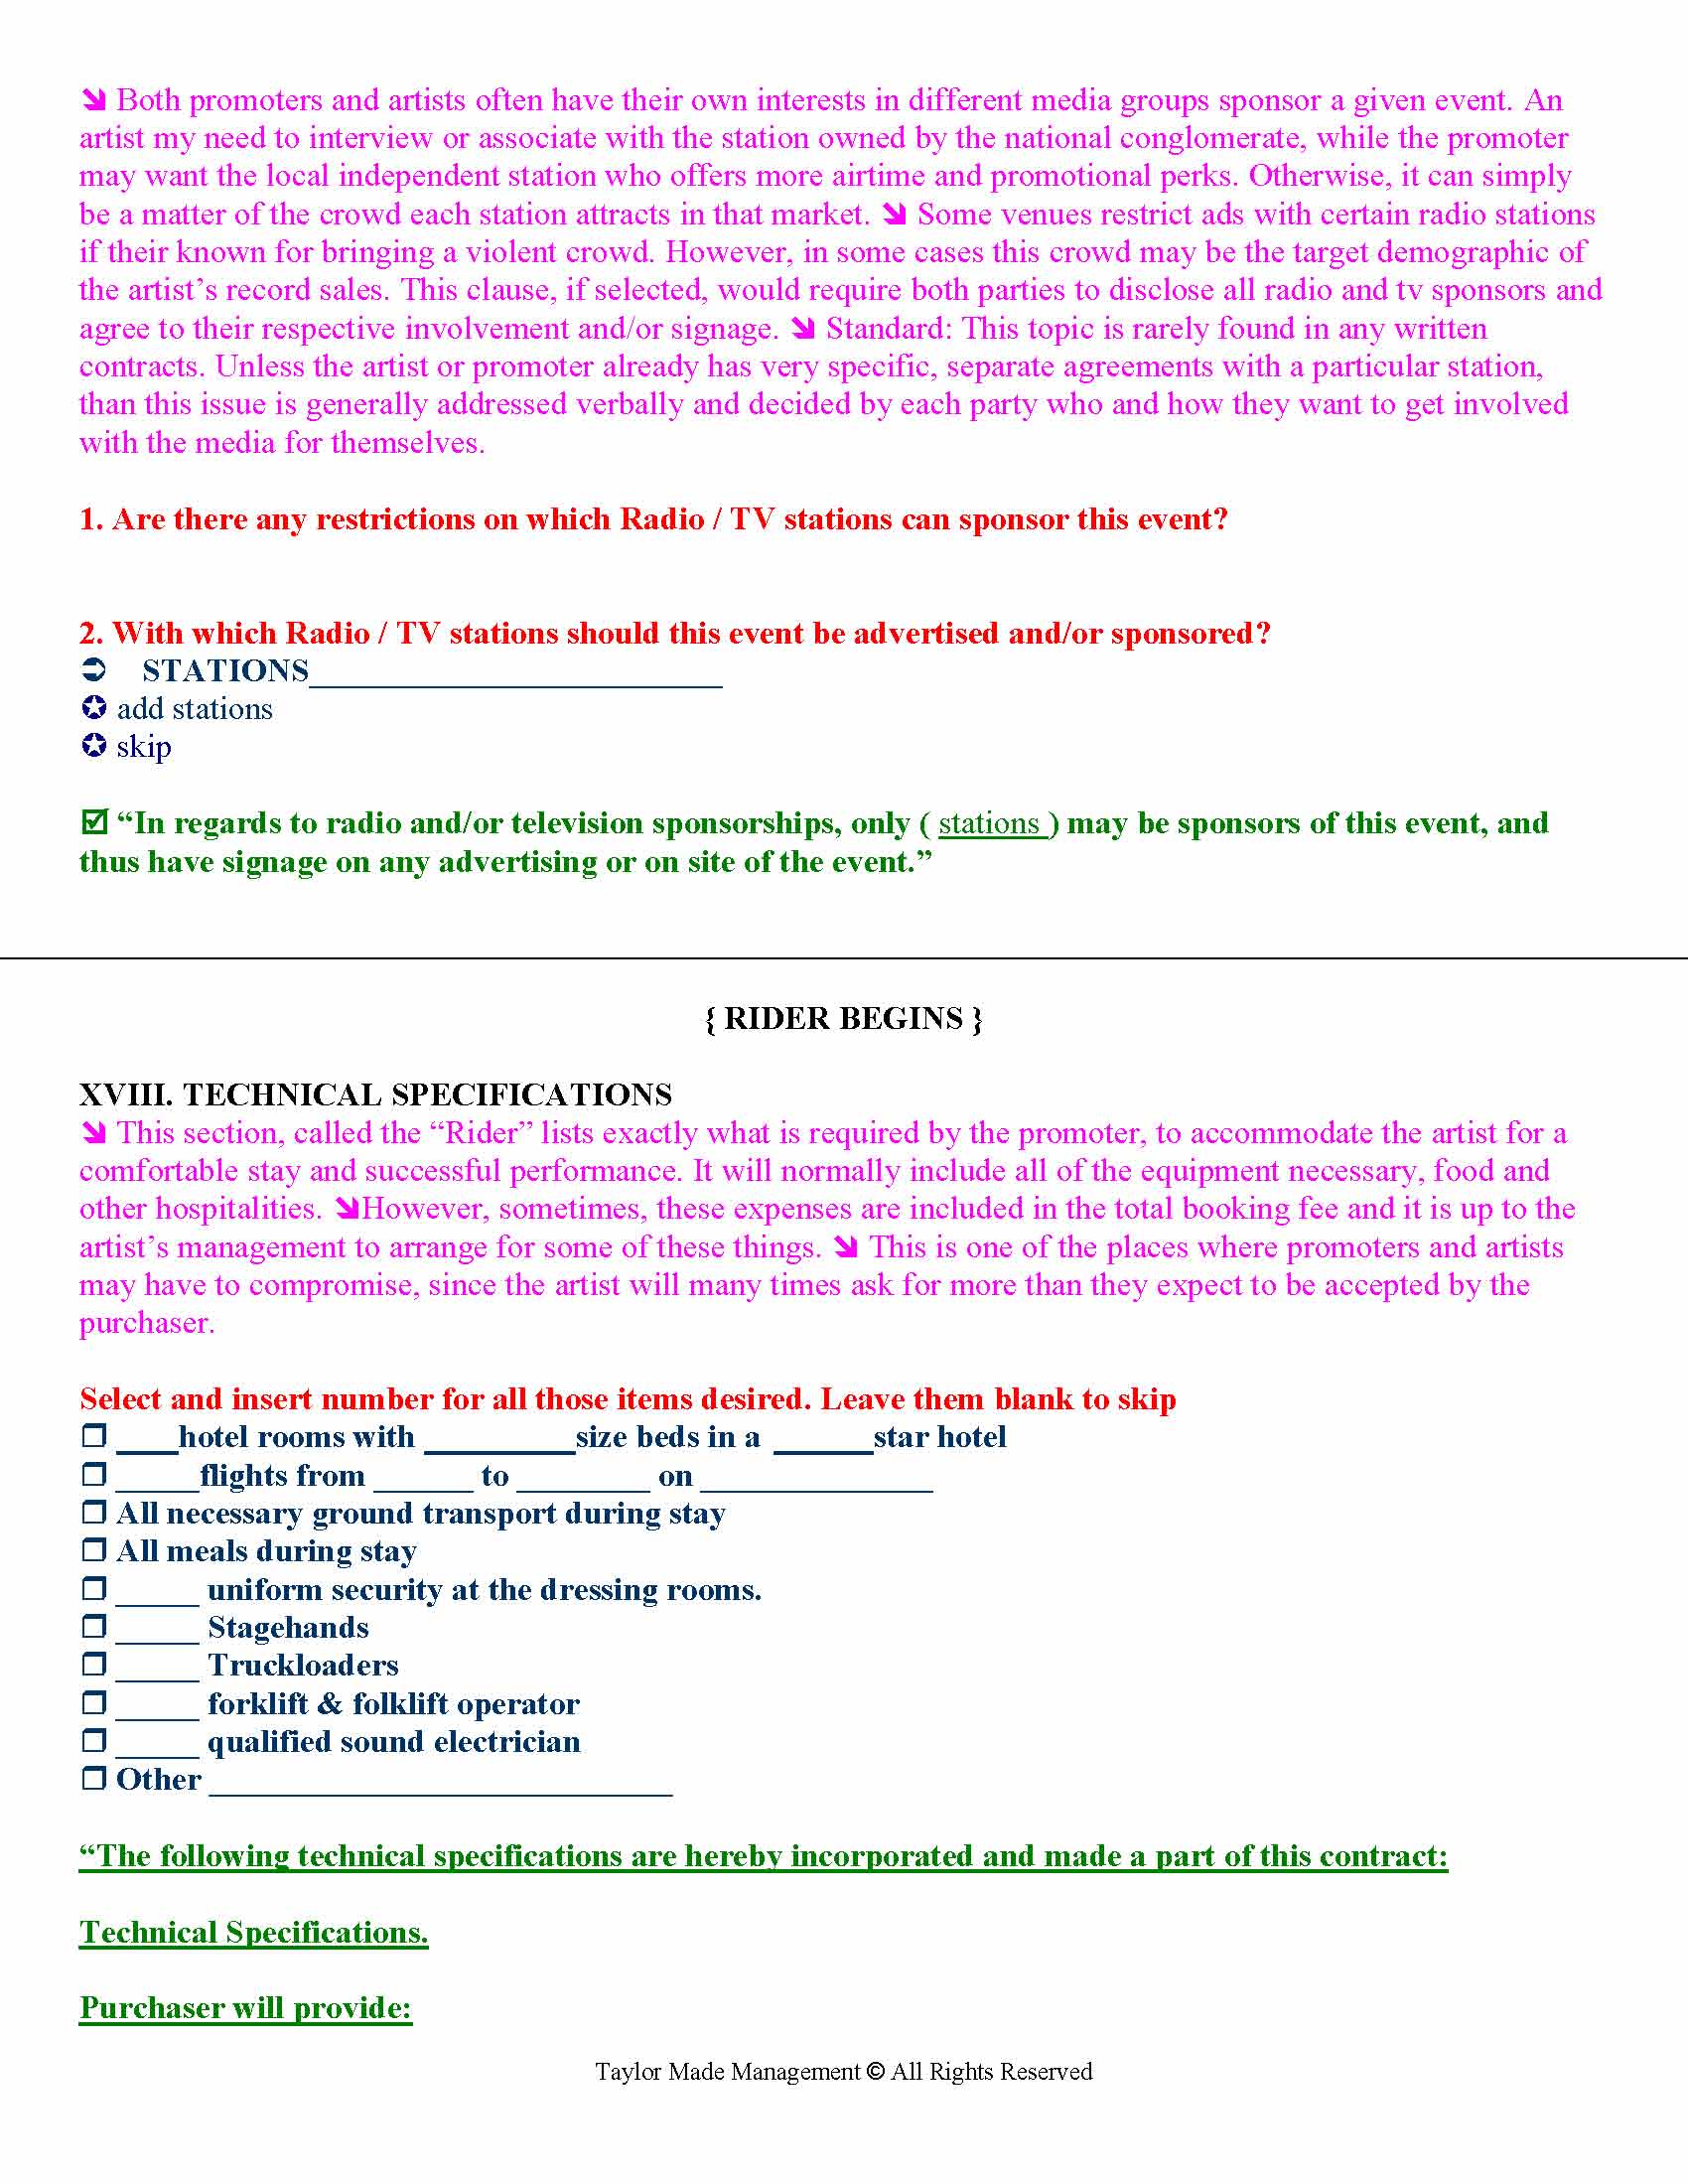 Both promoters and artists often have their own interests in different media groups sponsor a given event. An
artist my need to interview or associate with the station owned by the national conglomerate, while the promoter
may want the local independent station who offers more airtime and promotional perks. Otherwise, it can simply
be a matter of the crowd each station attracts in that market. Some venues restrict ads with certain radio stations
if their known for bringing a violent crowd. However, in some cases this crowd may be the target demographic of
the artist’s record sales. This clause, if selected, would require both parties to disclose all radio and tv sponsors and
agree to their respective involvement and/or signage. Standard: This topic is rarely found in any written
contracts. Unless the artist or promoter already has very specific, separate agreements with a particular station,
than this issue is generally addressed verbally and decided by each party who and how they want to get involved
with the media for themselves.
1. Are there any restrictions on which Radio / TV stations can sponsor this event?
2. With which Radio / TV stations should this event be advertised and/or sponsored?
STATIONS_________________________
add stations
skip
☑ “In regards to radio and/or television sponsorships, only ( stations ) may be sponsors of this event, and
thus have signage on any advertising or on site of the event.”
{ RIDER BEGINS }
XVIII. TECHNICAL SPECIFICATIONS
This section, called the “Rider” lists exactly what is required by the promoter, to accommodate the artist for a
comfortable stay and successful performance. It will normally include all of the equipment necessary, food and
other hospitalities. However, sometimes, these expenses are included in the total booking fee and it is up to the
artist’s management to arrange for some of these things. This is one of the places where promoters and artists
may have to compromise, since the artist will many times ask for more than they expect to be accepted by the
purchaser.
Select and insert number for all those items desired. Leave them blank to skip
❒ ____hotel rooms with _________size beds in a ______star hotel
❒ _____flights from ______ to ________ on ______________
❒ All necessary ground transport during stay
❒ All meals during stay
❒ _____ uniform security at the dressing rooms.
❒ _____ Stagehands
❒ _____ Truckloaders
❒ _____ forklift & folklift operator
❒ _____ qualified sound electrician
❒ Other ____________________________
“The following technical specifications are hereby incorporated and made a part of this contract:
Technical Specifications.
Purchaser will provide:
Taylor Made Management © All Rights Reserved